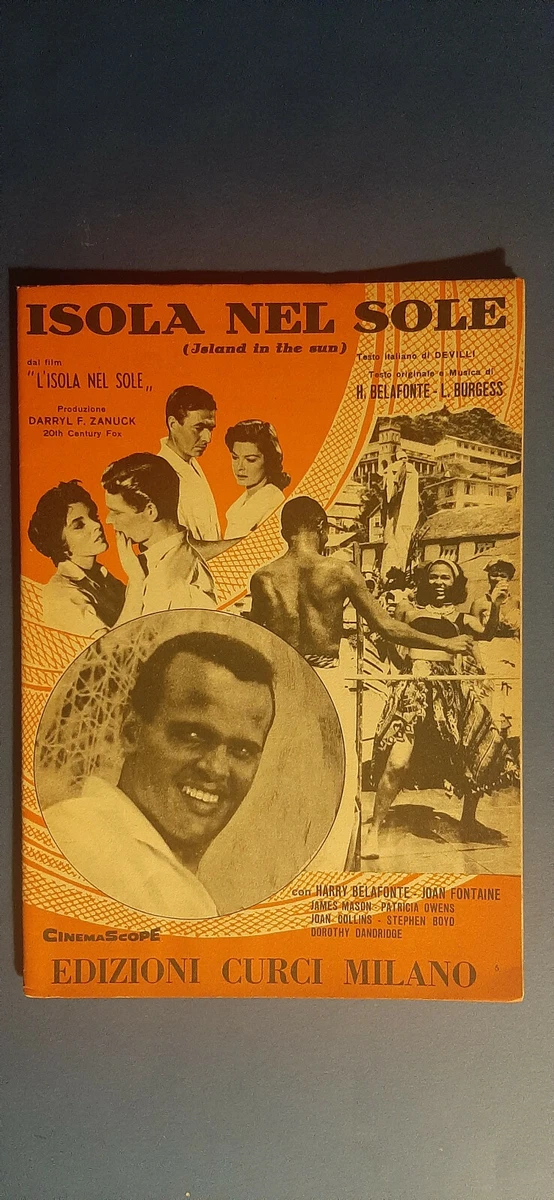 ISOLA NEL SOLE
(Island in the sun)
dal film
"L'ISOLA NEL SOLE„
Produzione
DARRYL F. ZANUCK
20th Century Fox
Testo italiano di DEVILLI
Testo originale e Musica di
H. BELAFONTE - L. BURGESS
con HARRY BELAFONTE - JOAN FONTAINE
JAMES MASON - PATRICIA OWENS
JOAN COLLINS - STEPHEN BOYD
DOROTHY DANDRIDGE
CINEMASCOPE
EDIZIONI CURCI MILANO